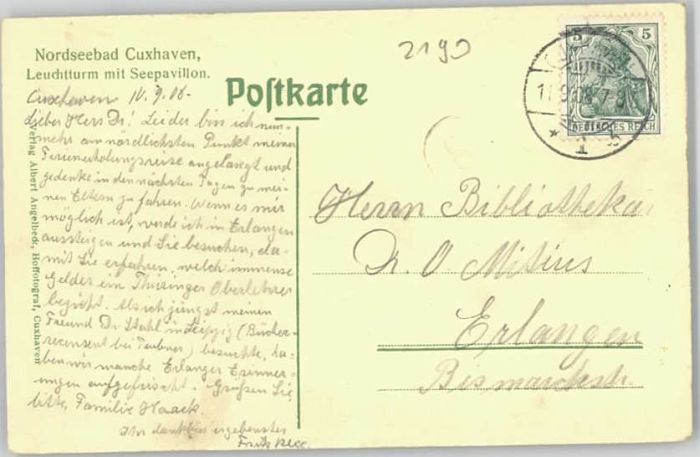 Nordseebad Cuxhaven,
Leuchtturm mit Seepavillon.
2190
Postkarte
5 5
DEUTSCHES REICH
Cuxhaven 10.9.08.
Lieber Herr Dr! Leider bin ich nun-
mehr am nördlichsten Punkt meiner
Ferienerholungsreise angelangt und
gedenke in den nächsten Tagen zu mei-
nen Eltern zu fahren. Wenn es mir
möglich ist, werde ich in Erlangen
aussteigen und Sie besuchen, da-
mit Sie erfahren, welch immense
Gelder ein Thüringer Oberlehrer
Als ich jüngst meinen
Freund Dr Stahl in Leipzig (Bücher-
rezensent bei Teubner) besuchte, ha-
ben wir manche Erlanger Erinner-
ungen aufgefrischt. Grüßen Sie
bitte, Familie Haack.
Ihr dankbar ergebenster
Fritz
Verlag Albert Angelbeck, Hoffotograf, Cuxhaven
Herrn Bibliothekar
Dr. O Mitius
Erlangen
Bismarckstr.